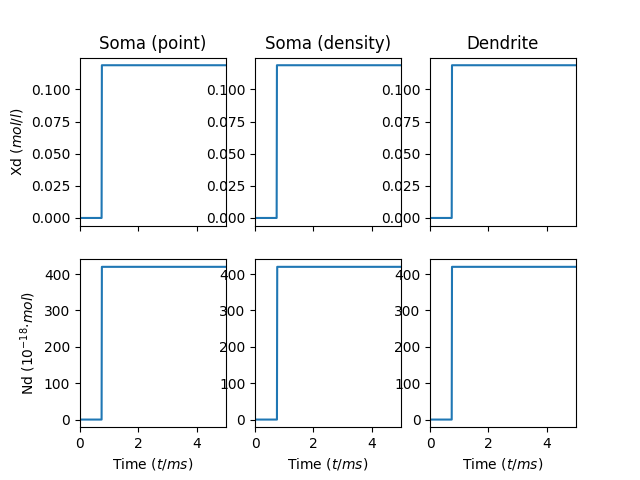 Soma (point) Soma (density) Dendrite
Xd (mol/l)
0.100 0.100 0.100
0.075 0.075 0.075
0.050 0.050 0.050
0.025 0.025 0.025
0.000 0.000 0.000
Nd (10⁻¹⁸·mol)
400 400 400
300 300 300
200 200 200
100 100 100
0 0 0
0 2 4 0 2 4 0 2 4
Time (t/ms) Time (t/ms) Time (t/ms)